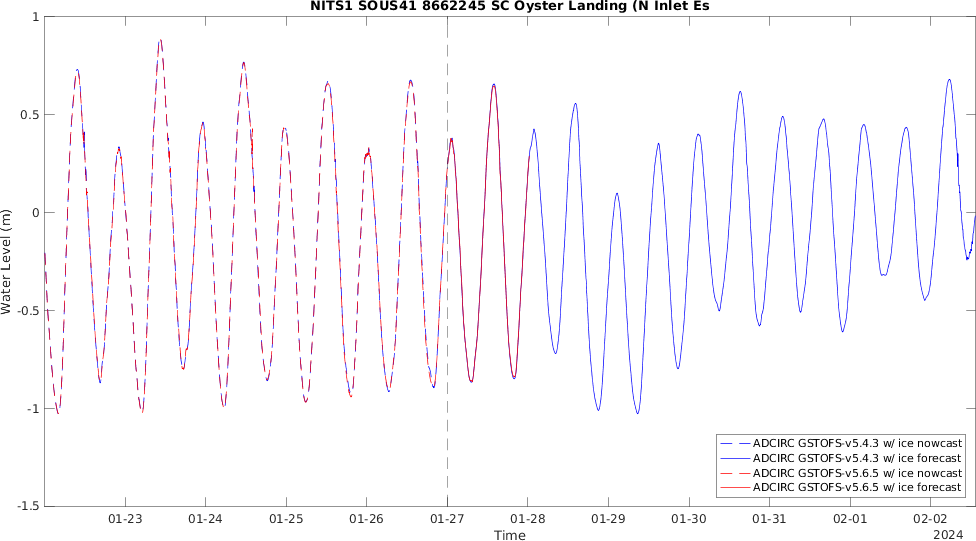 NITS1 SOUS41 8662245 SC Oyster Landing (N Inlet Es
1
0.5
0
-0.5
-1
-1.5
Water Level (m)
01-23 01-24 01-25 01-26 01-27 01-28 01-29 01-30 01-31 02-01 02-02
Time
2024
ADCIRC GSTOFS-v5.4.3 w/ ice nowcast
ADCIRC GSTOFS-v5.4.3 w/ ice forecast
ADCIRC GSTOFS-v5.6.5 w/ ice nowcast
ADCIRC GSTOFS-v5.6.5 w/ ice forecast